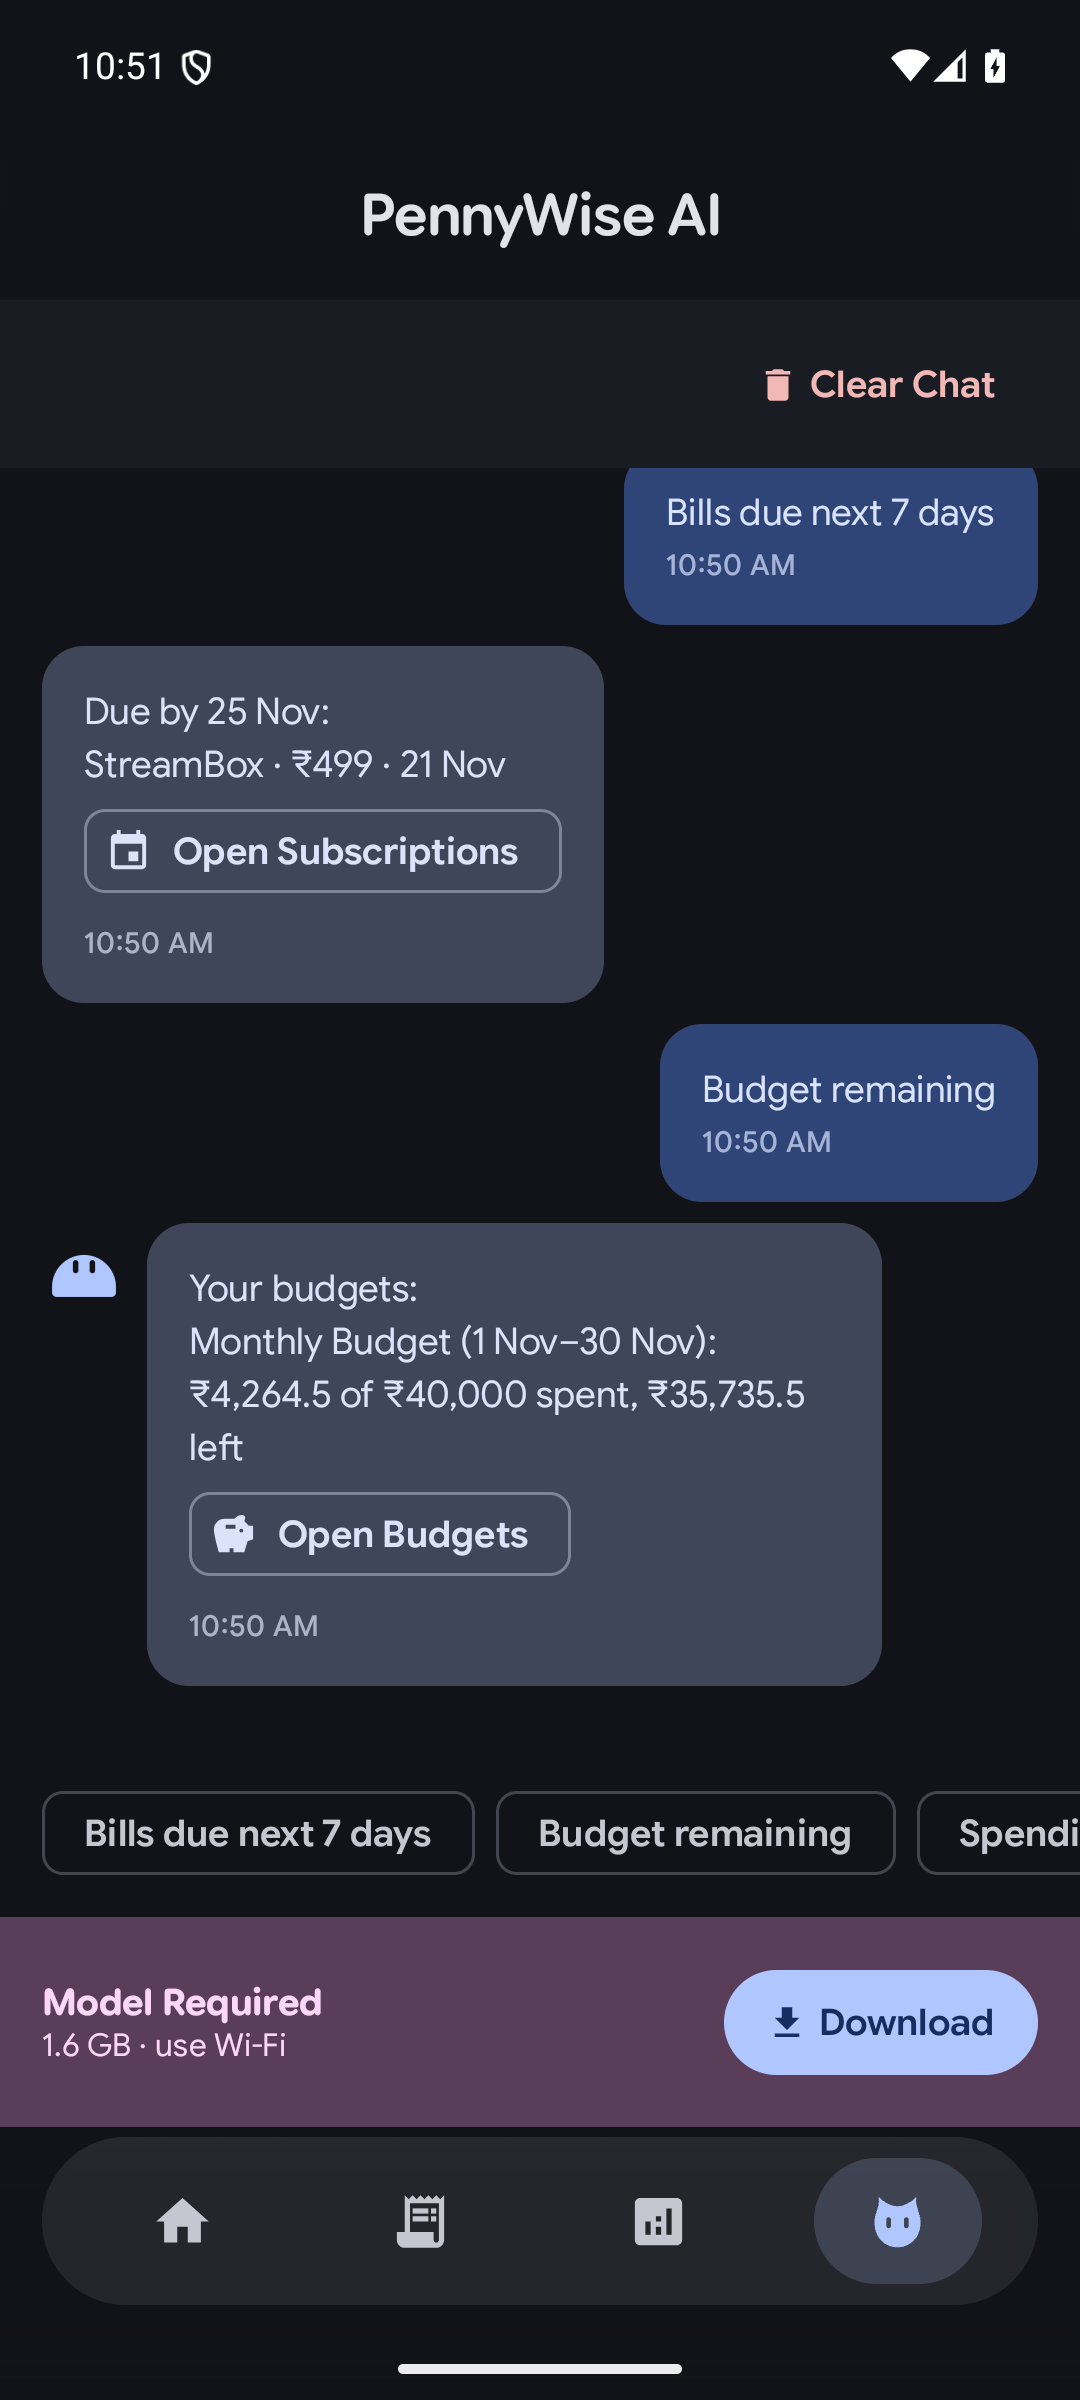 10:51
PennyWise AI
Clear Chat
Bills due next 7 days
10:50 AM
Due by 25 Nov:
StreamBox · ₹499 · 21 Nov
Open Subscriptions
10:50 AM
Budget remaining
10:50 AM
Your budgets:
Monthly Budget (1 Nov–30 Nov):
₹4,264.5 of ₹40,000 spent, ₹35,735.5
left
Open Budgets
10:50 AM
Bills due next 7 days
Budget remaining
Spendi
Model Required
1.6 GB · use Wi-Fi
Download